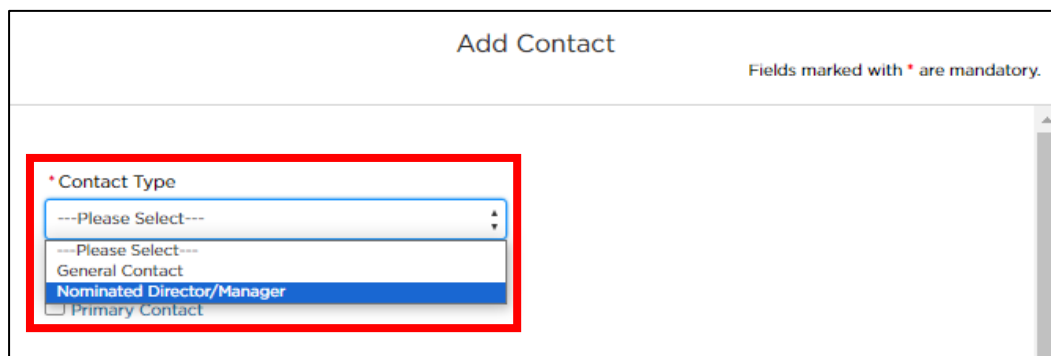 Add Contact
Fields marked with * are mandatory.
* Contact Type
---Please Select---
---Please Select---
General Contact
Nominated Director/Manager
Primary Contact